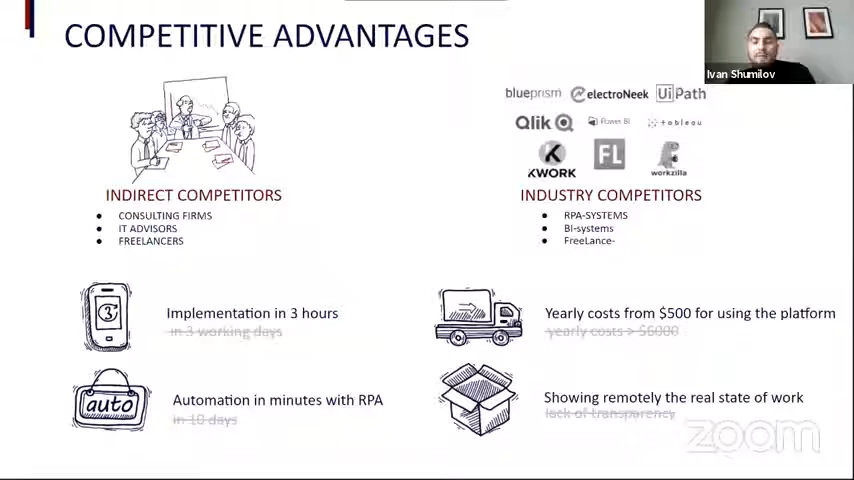 COMPETITIVE ADVANTAGES
Ivan Shumilov
blueprism electroNeek UiPath
Qlik Power BI +tableau
KWORK FL workzilla
INDIRECT COMPETITORS
CONSULTING FIRMS
IT ADVISORS
FREELANCERS
INDUSTRY COMPETITORS
RPA-SYSTEMS
BI-systems
FreeLance-
3
Implementation in 3 hours
in 3 working days
Yearly costs from $500 for using the platform
yearly costs > $6000
auto
Automation in minutes with RPA
in 10 days
Showing remotely the real state of work
lack of transparency
zoom